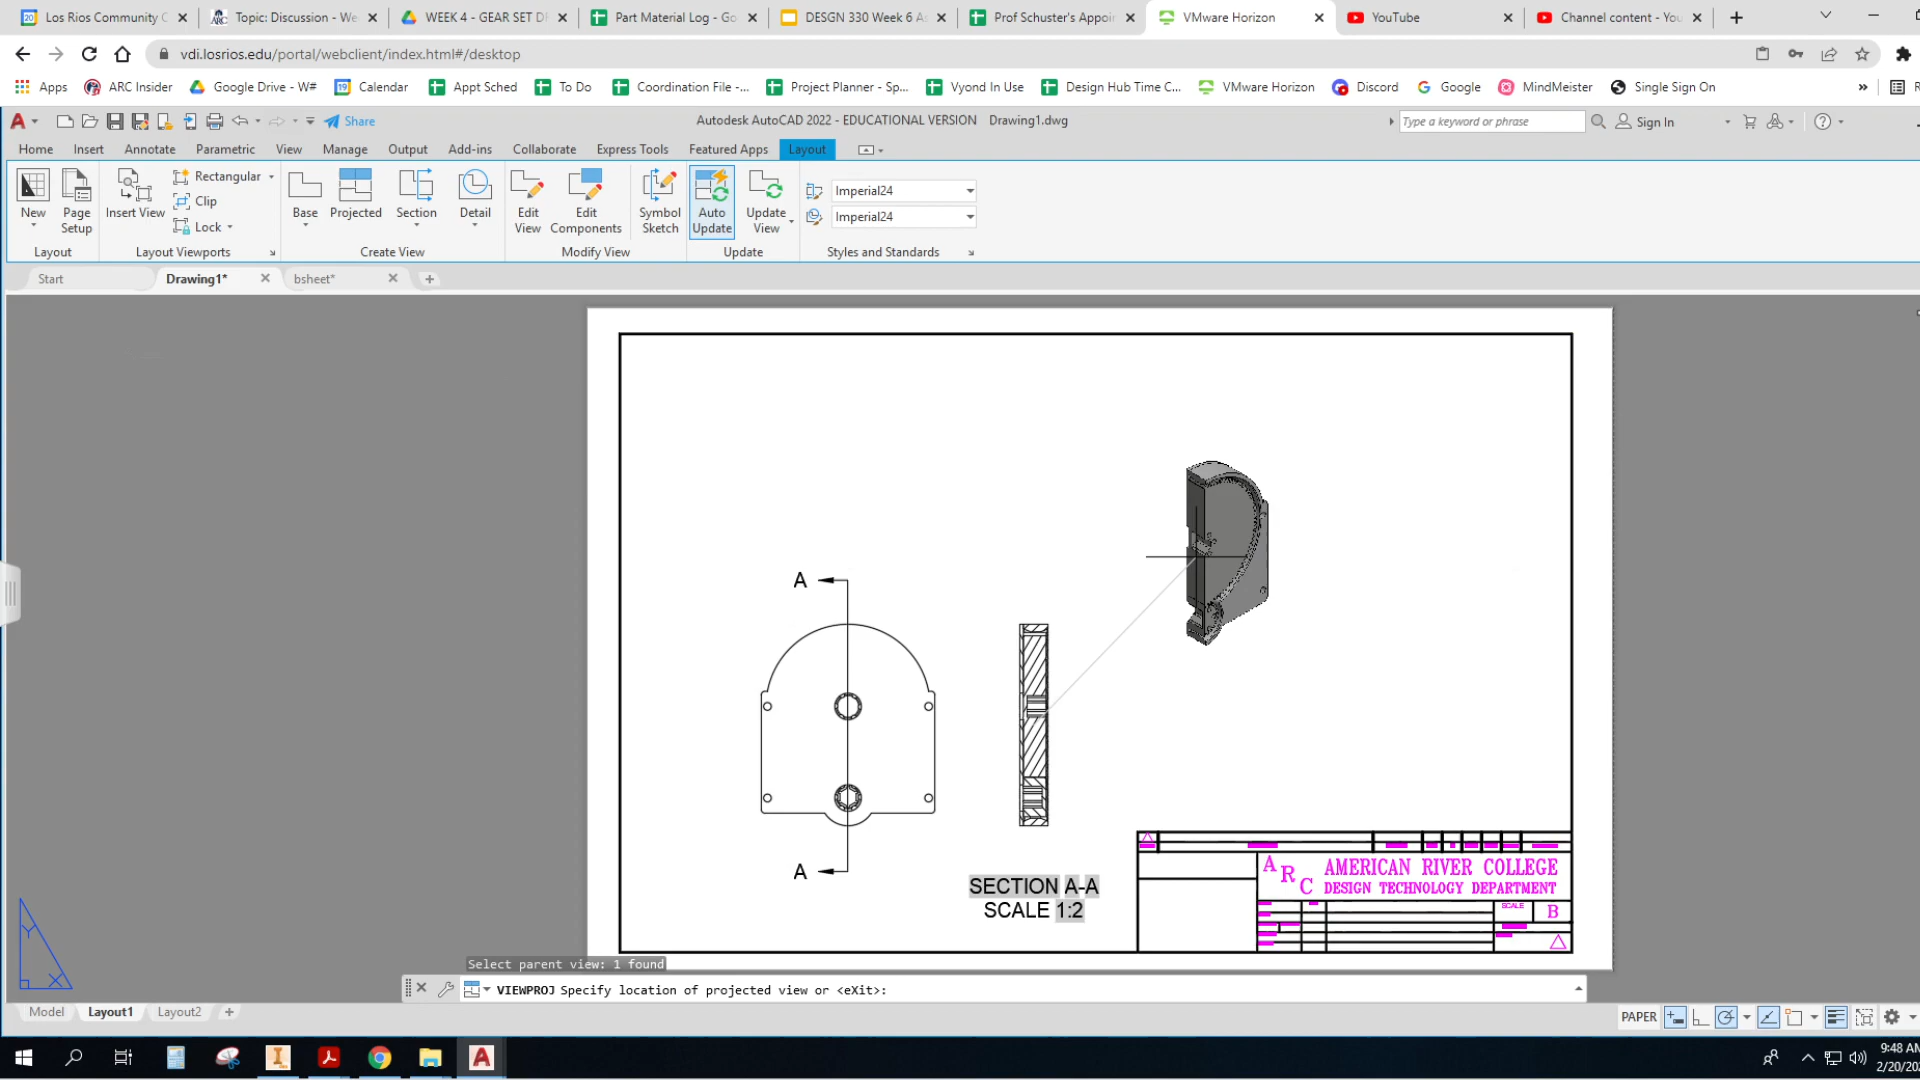 Los Rios Community C
Topic: Discussion - We
WEEK 4 - GEAR SET DR
Part Material Log - Go
DESGN 330 Week 6 As
Prof Schuster's Appoin
VMware Horizon
YouTube
Channel content - You
vdi.losrios.edu/portal/webclient/index.html#/desktop
Apps
ARC Insider
Google Drive - W#
Calendar
Appt Sched
To Do
Coordination File -...
Project Planner - Sp...
Vyond In Use
Design Hub Time C...
VMware Horizon
Discord
Google
MindMeister
Single Sign On
Share
Autodesk AutoCAD 2022 - EDUCATIONAL VERSION Drawing1.dwg
Type a keyword or phrase
Sign In
Home Insert Annotate Parametric View Manage Output Add-ins Collaborate Express Tools Featured Apps Layout
New
Page Setup
Insert View
Rectangular
Clip
Lock
Base
Projected
Section
Detail
Edit View
Edit Components
Symbol Sketch
Auto Update
Update View
Imperial24
Imperial24
Layout
Layout Viewports
Create View
Modify View
Update
Styles and Standards
Start
Drawing1*
bsheet*
A
A
SECTION A-A
SCALE 1:2
ARC
AMERICAN RIVER COLLEGE
DESIGN TECHNOLOGY DEPARTMENT
SCALE
B
Y
X
Select parent view: 1 found
VIEWPROJ Specify location of projected view or <eXit>:
Model
Layout1
Layout2
PAPER
9:48 AM
2/20/20